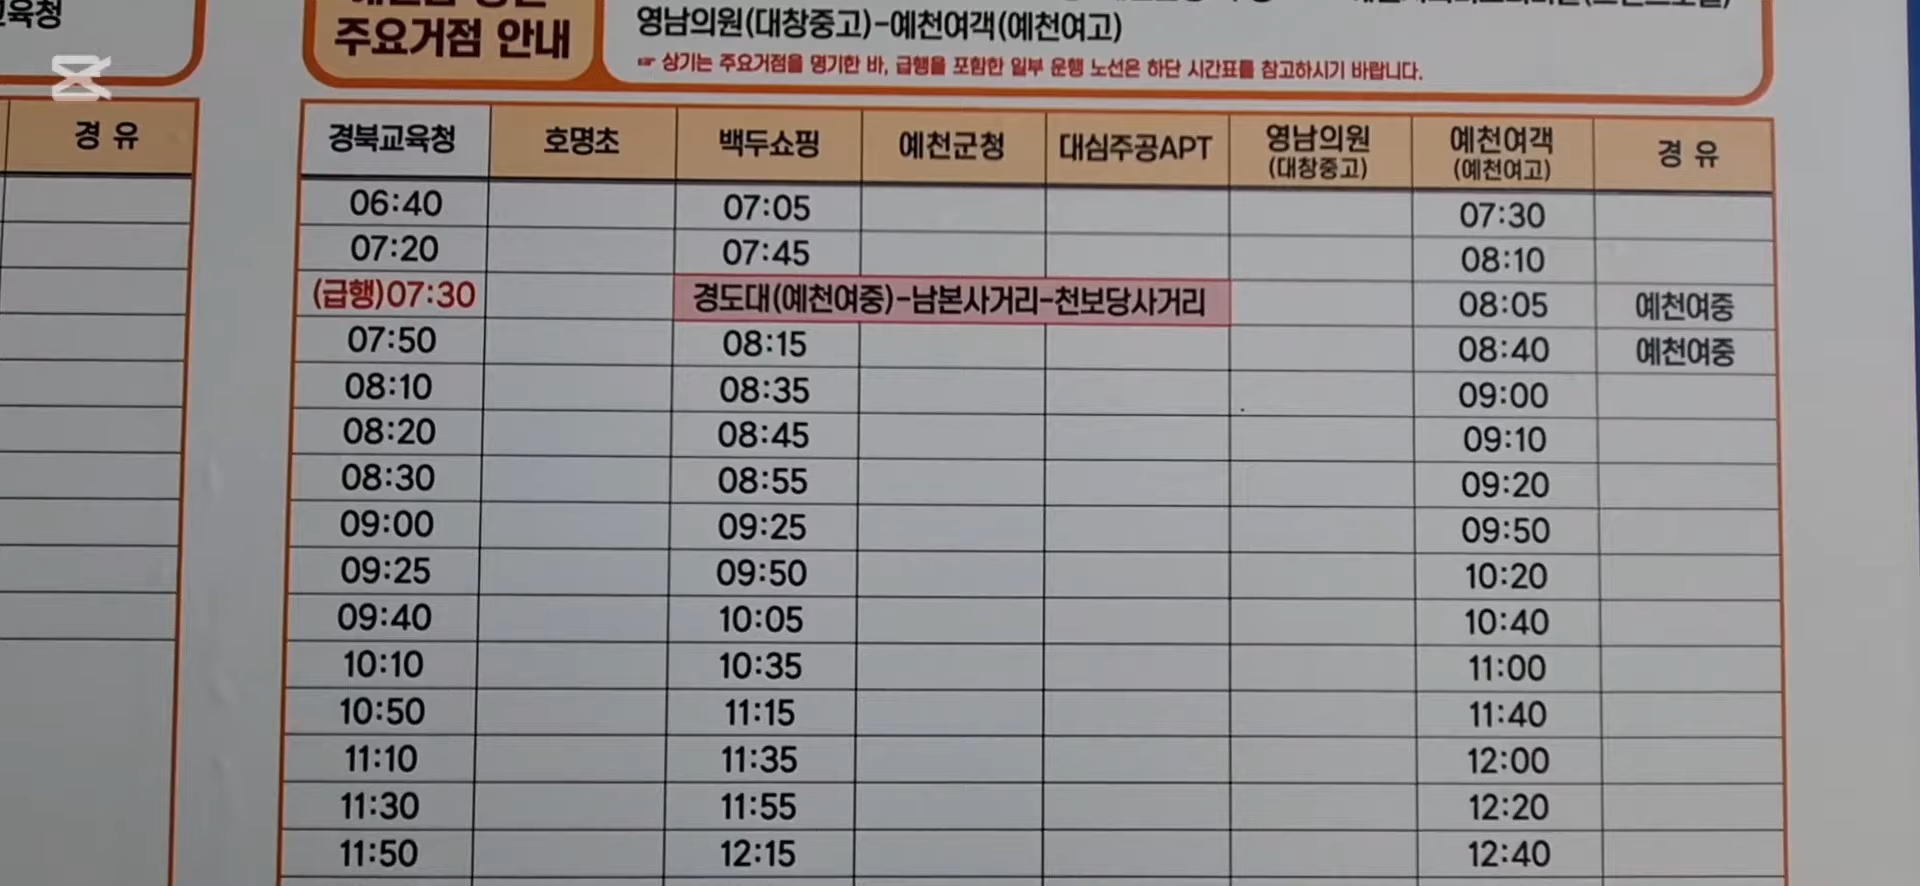 교육청
경 유
주요거점 안내
영남의원(대창중고)-예천여객(예천여고)
☞ 상기는 주요거점을 명기한 바, 급행을 포함한 일부 운행 노선은 하단 시간표를 참고하시기 바랍니다.
경북교육청 호명초 백두쇼핑 예천군청 대심주공APT 영남의원 (대창중고) 예천여객 (예천여고) 경 유
06:40 07:05 07:30
07:20 07:45 08:10
(급행)07:30 경도대(예천여중)-남본사거리-천보당사거리 08:05 예천여중
07:50 08:15 08:40 예천여중
08:10 08:35 09:00
08:20 08:45 09:10
08:30 08:55 09:20
09:00 09:25 09:50
09:25 09:50 10:20
09:40 10:05 10:40
10:10 10:35 11:00
10:50 11:15 11:40
11:10 11:35 12:00
11:30 11:55 12:20
11:50 12:15 12:40